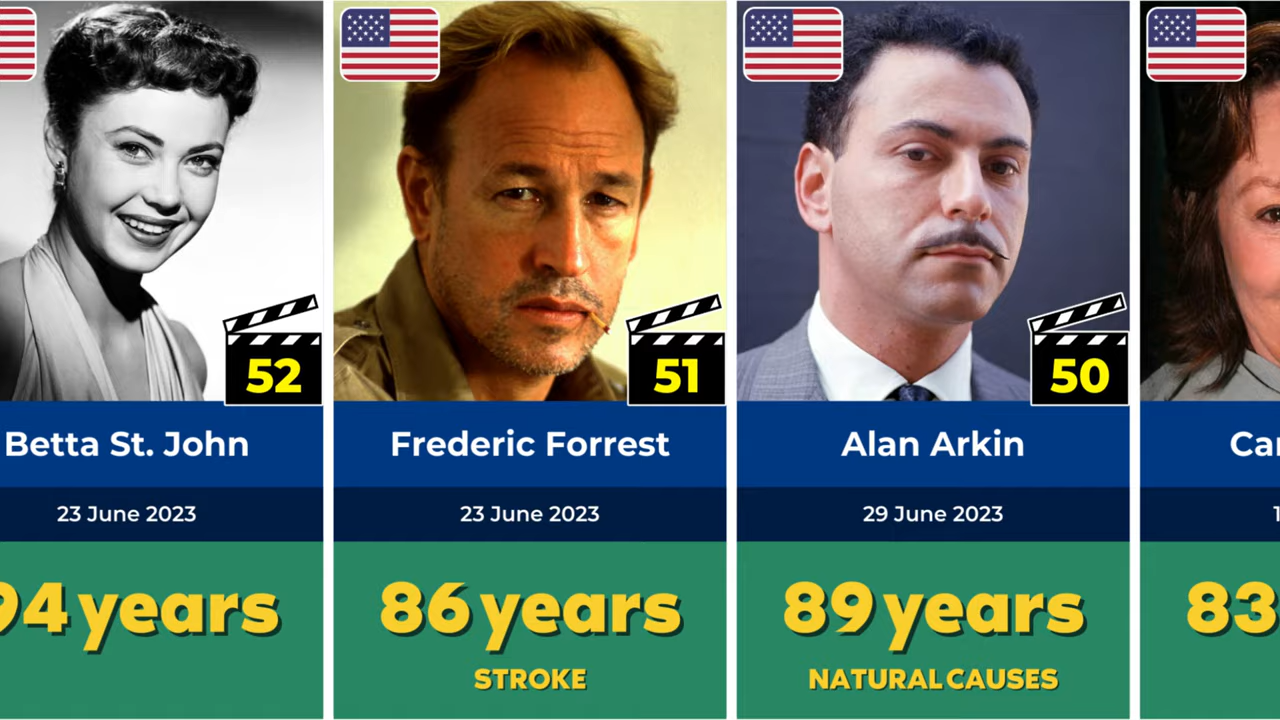 52
Betta St. John
23 June 2023
94 years
51
Frederic Forrest
23 June 2023
86 years
STROKE
50
Alan Arkin
29 June 2023
89 years
NATURAL CAUSES
83